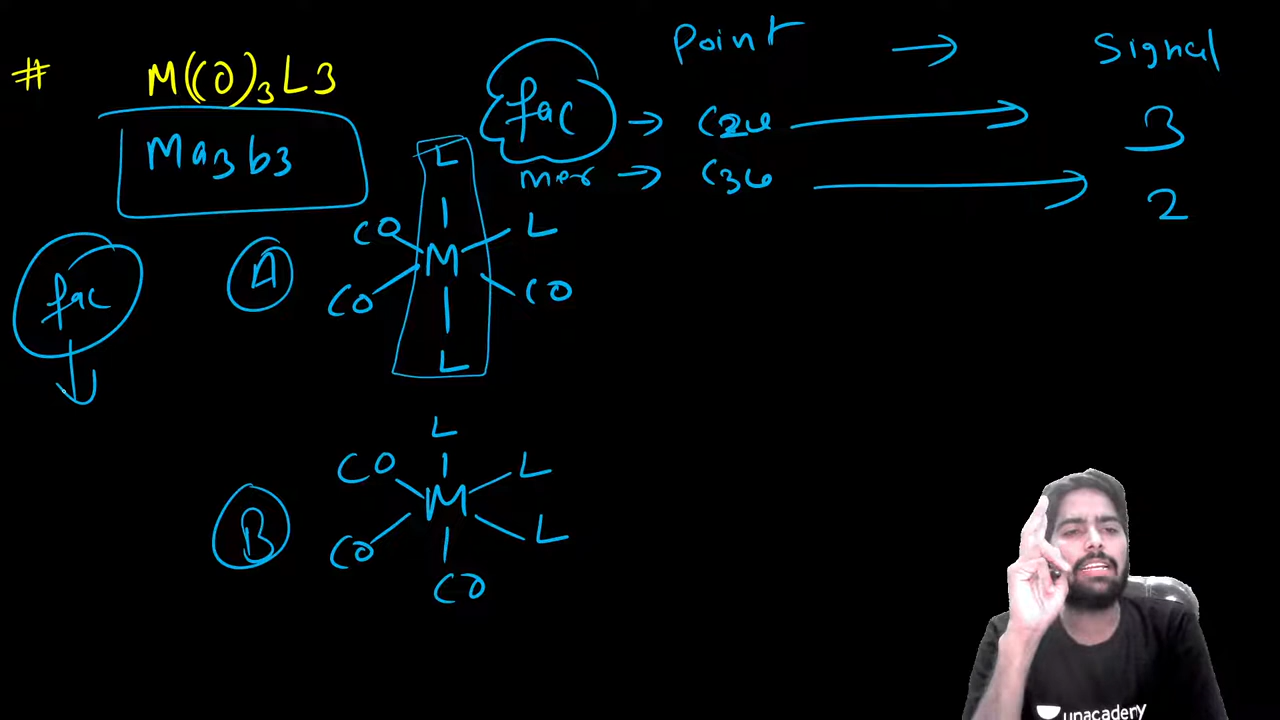 Point → Signal
# M(CO)3L3
fac → C2v → 3
Ma3b3
mer → C3v → 2
L
CO L
M
fac A
CO CO
L
L
CO L
M
B
CO L
CO
unacademy